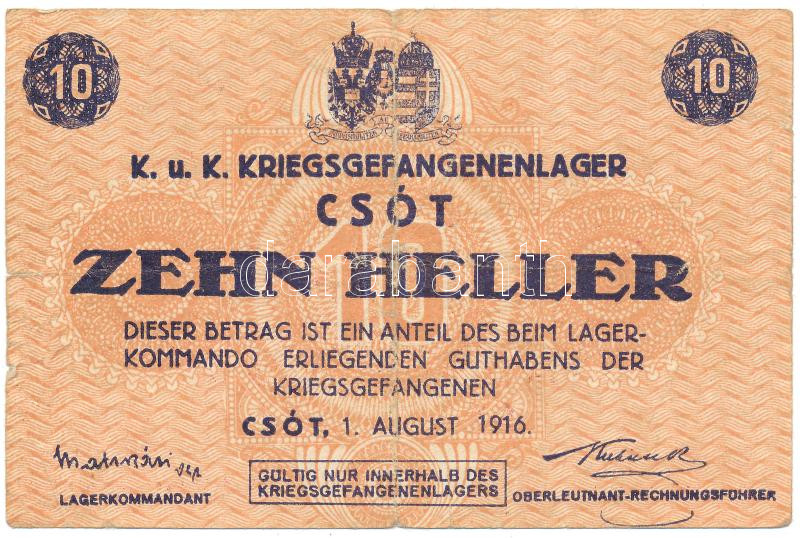 10 10
K. u. K. KRIEGSGEFANGENENLAGER
CSÓT
ZEHN HELLER
10
DIESER BETRAG IST EIN ANTEIL DES BEIM LAGER-
KOMMANDO ERLIEGENDEN GUTHABENS DER
KRIEGSGEFANGENEN
CSÓT, 1. AUGUST 1916.
LAGERKOMMANDANT
GÜLTIG NUR INNERHALB DES
KRIEGSGEFANGENENLAGERS
OBERLEUTNANT-RECHNUNGSFÜHRER